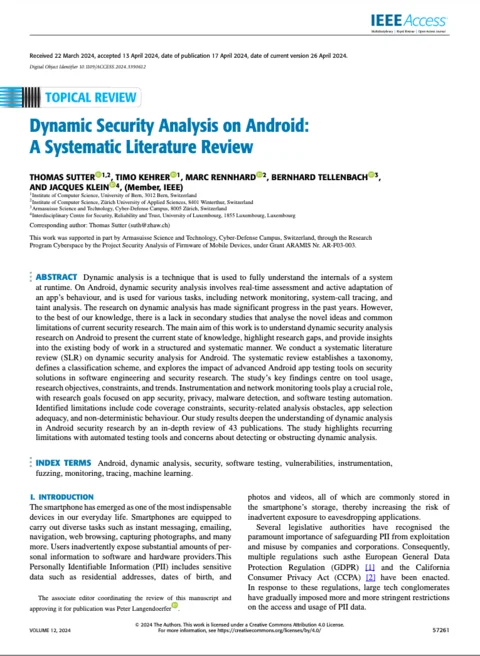 IEEE Access
Multidisciplinary | Rapid Review | Open Access Journal
Received 22 March 2024, accepted 13 April 2024, date of publication 17 April 2024, date of current version 26 April 2024.
Digital Object Identifier
TOPICAL REVIEW
Dynamic Security Analysis on Android:
A Systematic Literature Review
THOMAS SUTTER 1,2, TIMO KEHRER 1, MARC RENNHARD 2, BERNHARD TELLENBACH 3,
AND JACQUES KLEIN 4, (Member, IEEE)
1Institute of Computer Science, University of Bern, 3012 Bern, Switzerland
2Institute of Computer Science, Zürich University of Applied Sciences, 8401 Winterthur, Switzerland
3Armasuisse Science and Technology, Cyber-Defense Campus, 8005 Zürich, Switzerland
4Interdisciplinary Centre for Security, Reliability and Trust, University of Luxembourg, 1855 Luxembourg, Luxembourg
Corresponding author: Thomas Sutter (suth@zhaw.ch)
This work was supported in part by Armasuisse Science and Technology, Cyber-Defense Campus, Switzerland, through the Research
Program Cyberspace by the Project Security Analysis of Firmware of Mobile Devices, under Grant ARAMIS Nr. AR-F03-003.
ABSTRACT Dynamic analysis is a technique that is used to fully understand the internals of a system
at runtime. On Android, dynamic security analysis involves real-time assessment and active adaptation of
an app's behaviour, and is used for various tasks, including network monitoring, system-call tracing, and
taint analysis. The research on dynamic analysis has made significant progress in the past years. However,
to the best of our knowledge, there is a lack in secondary studies that analyse the novel ideas and common
limitations of current security research. The main aim of this work is to understand dynamic security analysis
research on Android to present the current state of knowledge, highlight research gaps, and provide insights
into the existing body of work in a structured and systematic manner. We conduct a systematic literature
review (SLR) on dynamic security analysis for Android. The systematic review establishes a taxonomy,
defines a classification scheme, and explores the impact of advanced Android app testing tools on security
solutions in software engineering and security research. The study's key findings centre on tool usage,
research objectives, constraints, and trends. Instrumentation and network monitoring tools play a crucial role,
with research goals focused on app security, privacy, malware detection, and software testing automation.
Identified limitations include code coverage constraints, security-related analysis obstacles, app selection
adequacy, and non-deterministic behaviour. Our study results deepen the understanding of dynamic analysis
in Android security research by an in-depth review of 43 publications. The study highlights recurring
limitations with automated testing tools and concerns about detecting or obstructing dynamic analysis.
INDEX TERMS Android, dynamic analysis, security, software testing, vulnerabilities, instrumentation,
fuzzing, monitoring, tracing, machine learning.
I. INTRODUCTION
The smartphone has emerged as one of the most indispensable
devices in our everyday life. Smartphones are equipped to
carry out diverse tasks such as instant messaging, emailing,
navigation, web browsing, capturing photographs, and many
more. Users inadvertently expose substantial amounts of per-
sonal information to software and hardware providers.This
Personally Identifiable Information (PII) includes sensitive
data such as residential addresses, dates of birth, and
The associate editor coordinating the review of this manuscript and
approving it for publication was Peter Langendoerfer.
photos and videos, all of which are commonly stored in
the smartphone's storage, thereby increasing the risk of
inadvertent exposure to eavesdropping applications.
Several legislative authorities have recognised the
paramount importance of safeguarding PII from exploitation
and misuse by companies and corporations. Consequently,
multiple regulations such asthe European General Data
Protection Regulation (GDPR) [1] and the California
Consumer Privacy Act (CCPA) [2] have been enacted.
In response to these regulations, large tech conglomerates
have gradually imposed more and more stringent restrictions
on the access and usage of PII data.
© 2024 The Authors. This work is licensed under a Creative Commons Attribution 4.0 License.
VOLUME 12, 2024
For more information, see https://creativecommons.org/licenses/by/4.0/
57261